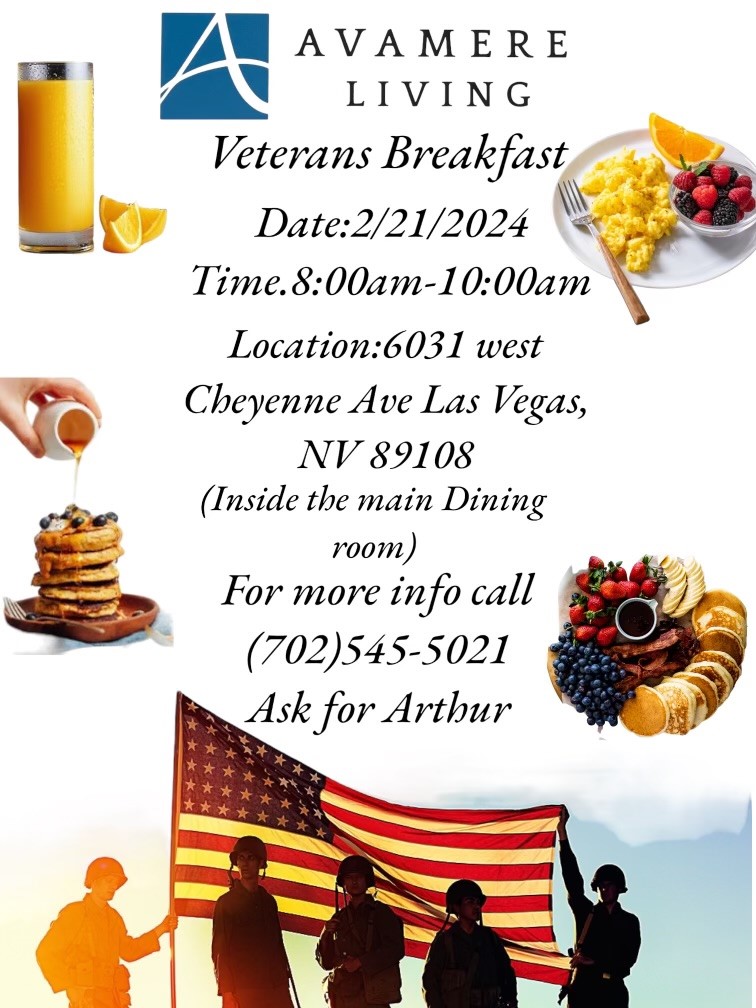 AVAMERE
LIVING
Veterans Breakfast
Date:2/21/2024
Time.8:00am-10:00am
Location:6031 west
Cheyenne Ave Las Vegas,
NV 89108
(Inside the main Dining
room)
For more info call
(702)545-5021
Ask for Arthur